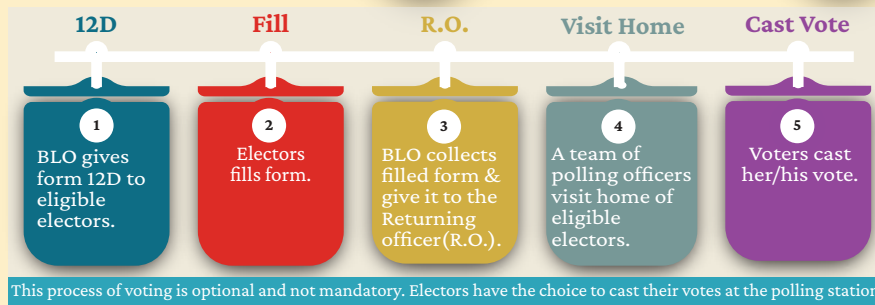 12D
Fill
R.O.
Visit Home
Cast Vote
1
BLO gives
form 12D to
eligible
electors.
2
Electors
fills form.
3
BLO collects
filled form &
give it to the
Returning
officer(R.O.).
4
A team of
polling officers
visit home of
eligible
electors.
5
Voters cast
her/his vote.
This process of voting is optional and not mandatory. Electors have the choice to cast their votes at the polling station